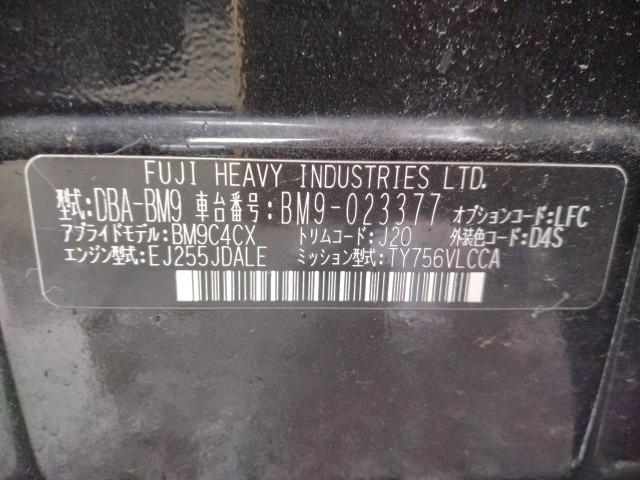 FUJI HEAVY INDUSTRIES LTD.
型式:DBA-BM9 車台番号:BM9-023377 オプションコード:LFC
アプライドモデル:BM9C4CX トリムコード:J20 外装色コード:D4S
エンジン型式:EJ255JDALE ミッション型式:TY756VLCCA